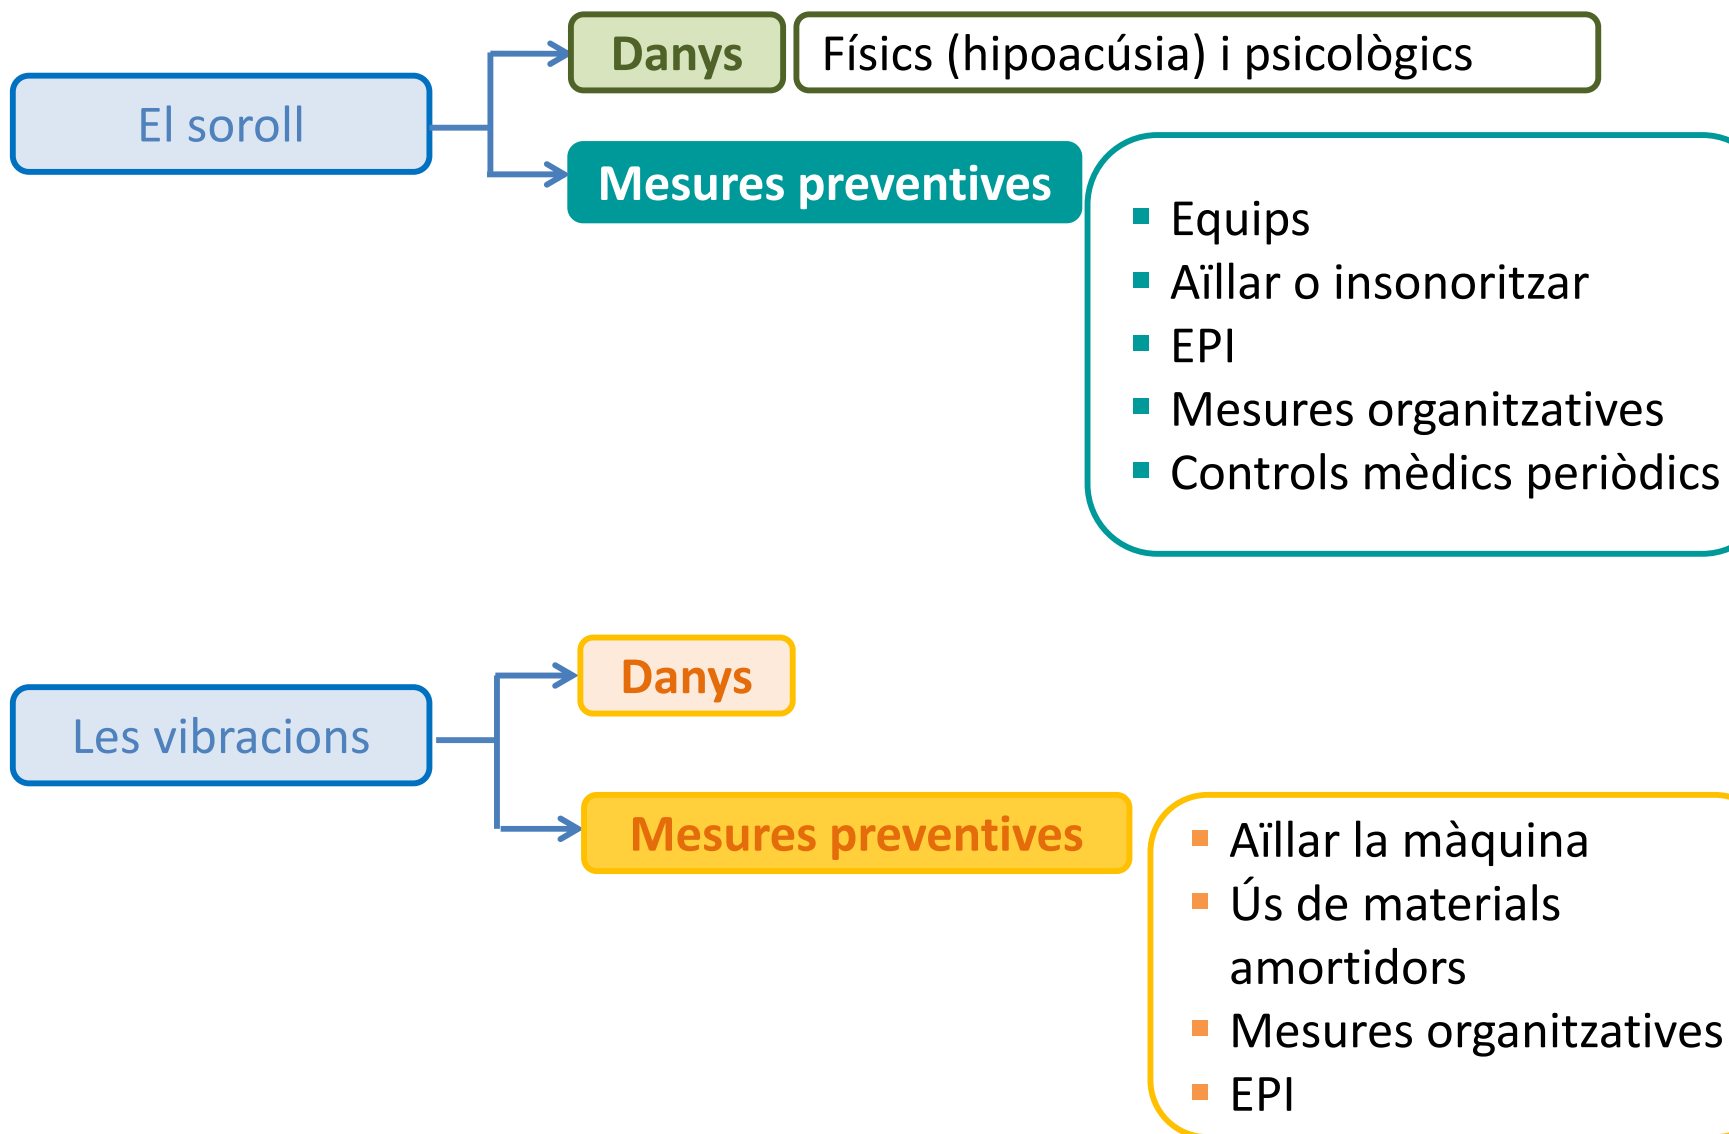 El soroll
Danys
Físics (hipoacúsia) i psicològics
Mesures preventives
Equips
Aïllar o insonoritzar
EPI
Mesures organitzatives
Controls mèdics periòdics
Les vibracions
Danys
Mesures preventives
Aïllar la màquina
Ús de materials
amortidors
Mesures organitzatives
EPI